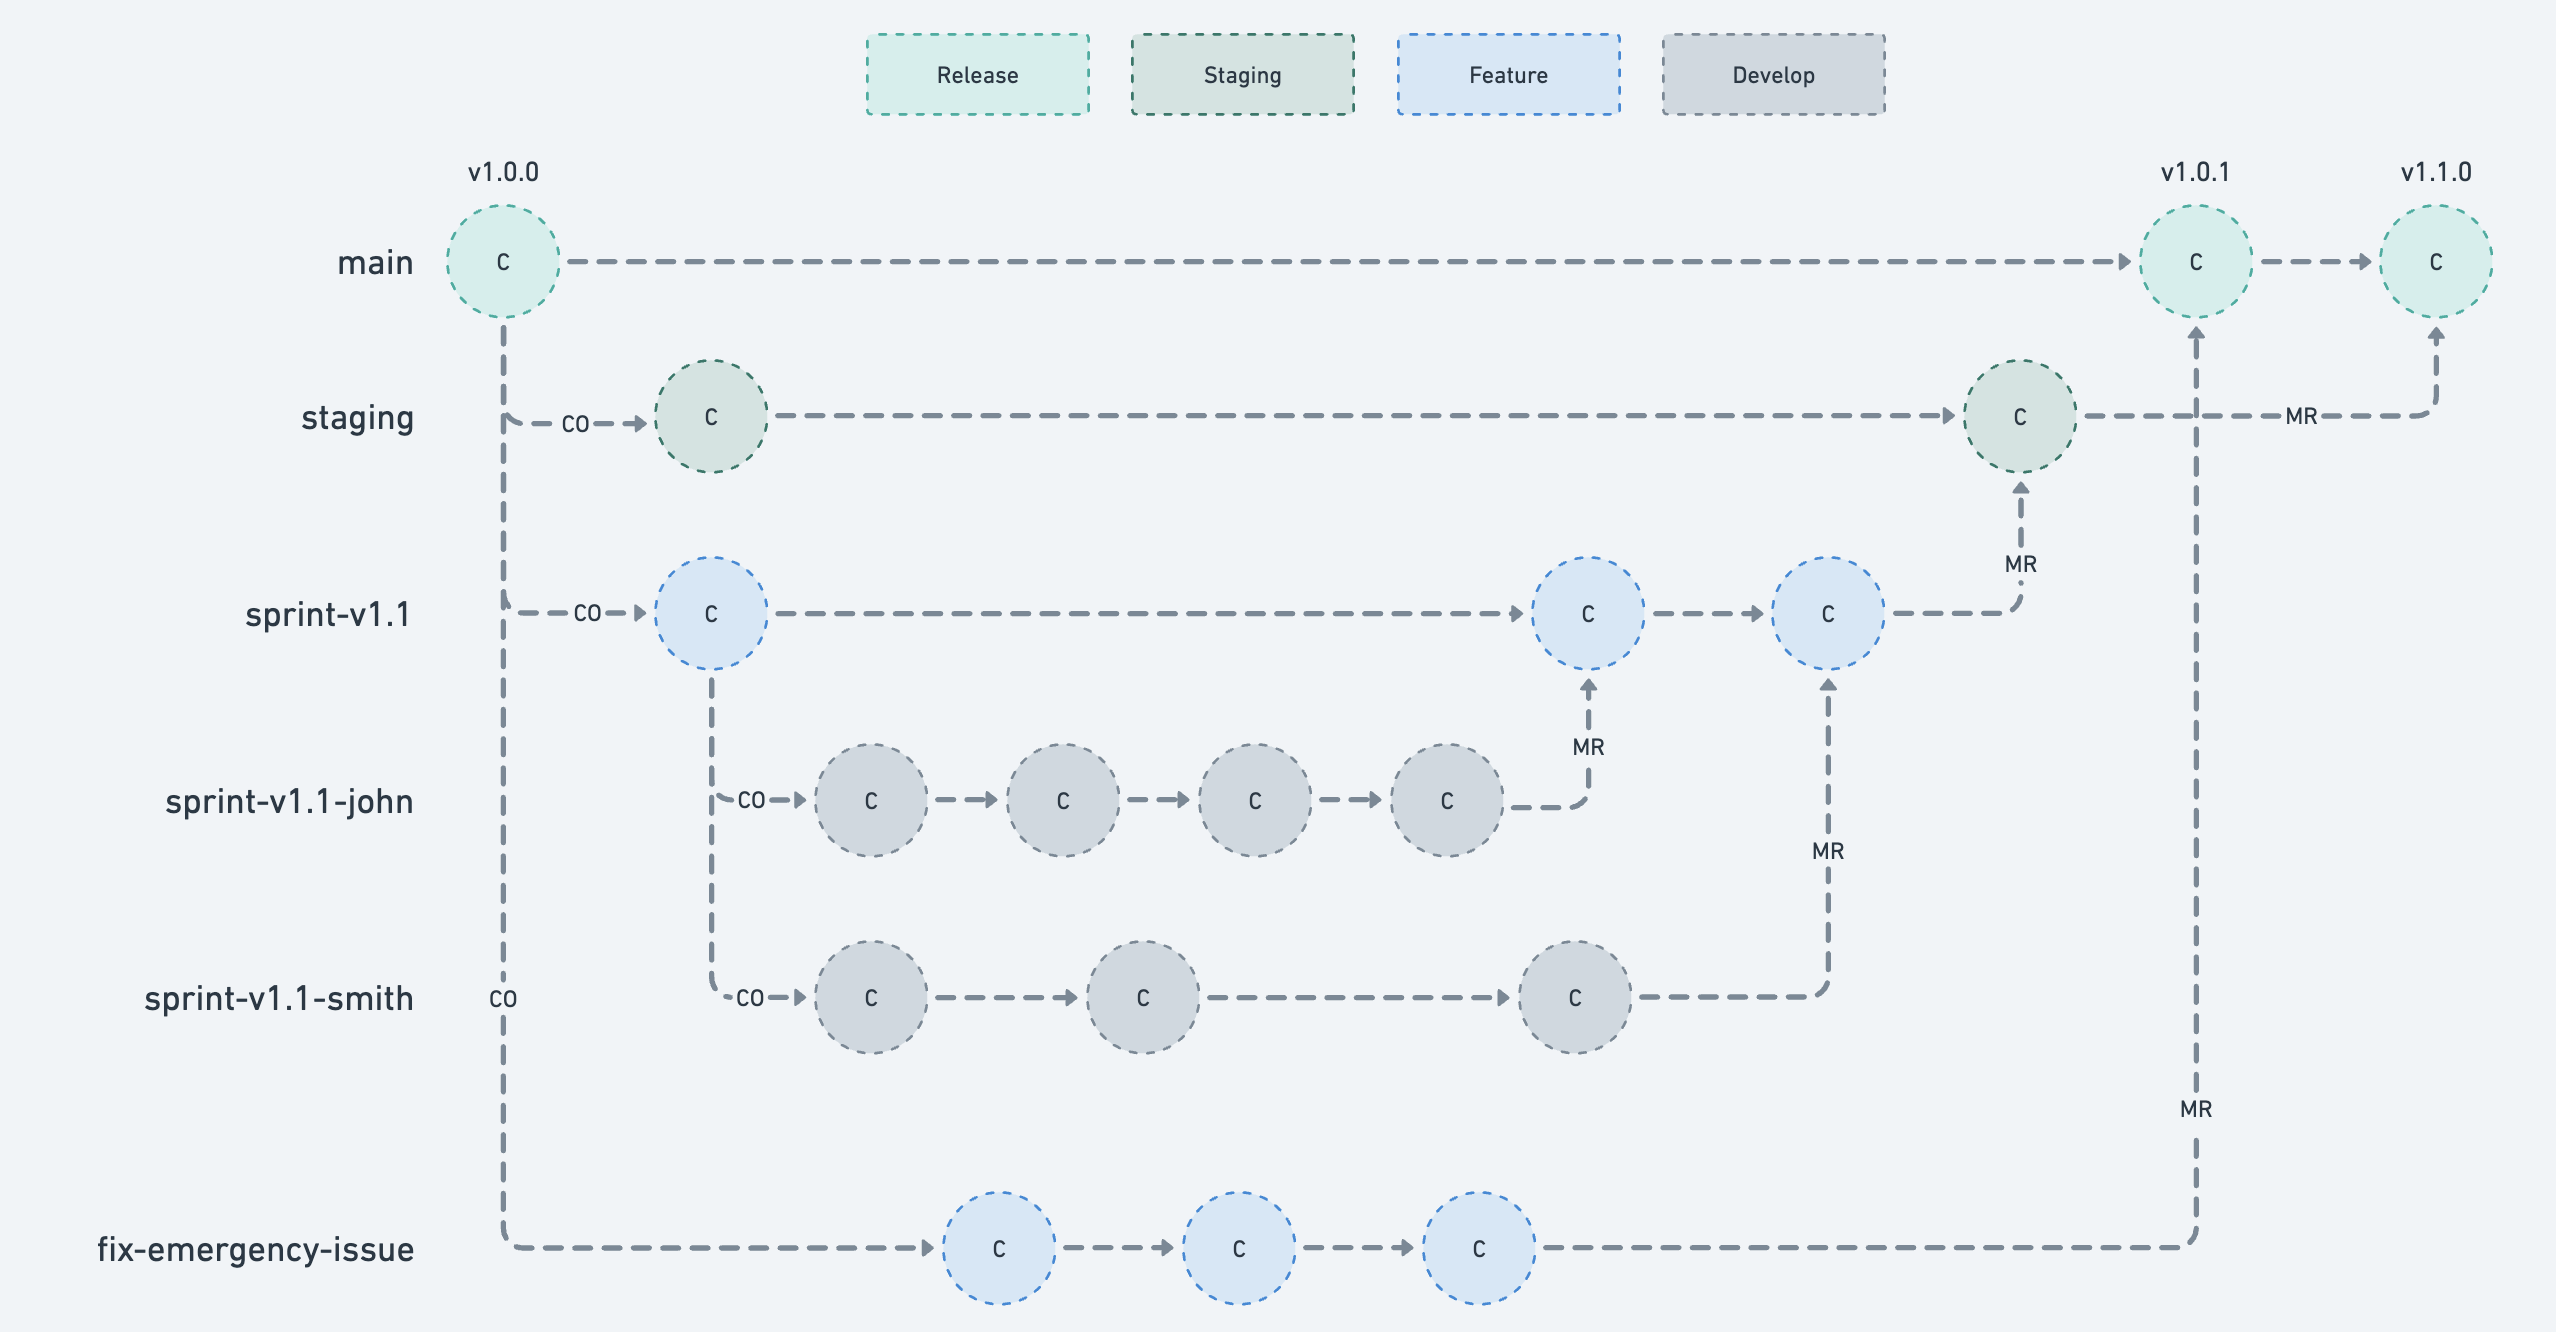 Release
Staging
Feature
Develop
v1.0.0
v1.0.1
v1.1.0
main
C
C
C
staging
CO
C
C
MR
MR
sprint-v1.1
CO
C
C
C
MR
sprint-v1.1-john
CO
C
C
C
C
MR
sprint-v1.1-smith
CO
CO
C
C
C
MR
fix-emergency-issue
C
C
C